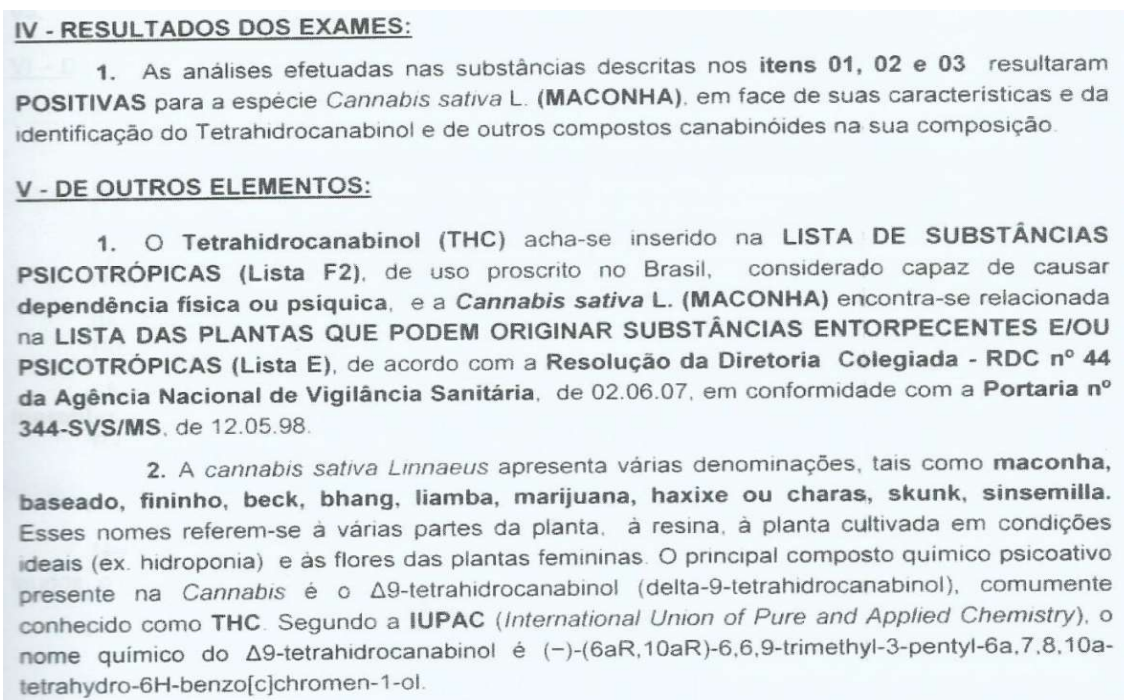 IV - RESULTADOS DOS EXAMES:
1. As análises efetuadas nas substâncias descritas nos itens 01, 02 e 03 resultaram
POSITIVAS para a espécie Cannabis sativa L. (MACONHA), em face de suas características e da
identificação do Tetrahidrocanabinol e de outros compostos canabinóides na sua composição.
V - DE OUTROS ELEMENTOS:
1. O Tetrahidrocanabinol (THC) acha-se inserido na LISTA DE SUBSTÂNCIAS
PSICOTRÓPICAS (Lista F2), de uso proscrito no Brasil, considerado capaz de causar
dependência física ou psíquica, e a Cannabis sativa L. (MACONHA) encontra-se relacionada
na LISTA DAS PLANTAS QUE PODEM ORIGINAR SUBSTÂNCIAS ENTORPECENTES E/OU
PSICOTRÓPICAS (Lista E), de acordo com a Resolução da Diretoria Colegiada - RDC nº 44
da Agência Nacional de Vigilância Sanitária, de 02.06.07, em conformidade com a Portaria nº
344-SVS/MS, de 12.05.98.
2. A cannabis sativa Linnaeus apresenta várias denominações, tais como maconha,
baseado, fininho, beck, bhang, liamba, marijuana, haxixe ou charas, skunk, sinsemilla.
Esses nomes referem-se à várias partes da planta, à resina, à planta cultivada em condições
ideais (ex. hidroponia) e às flores das plantas femininas. O principal composto químico psicoativo
presente na Cannabis é o Δ9-tetrahidrocanabinol (delta-9-tetrahidrocanabinol), comumente
conhecido como THC. Segundo a IUPAC (International Union of Pure and Applied Chemistry), o
nome químico do Δ9-tetrahidrocanabinol é (−)-(6aR,10aR)-6,6,9-trimethyl-3-pentyl-6a,7,8,10a-
tetrahydro-6H-benzo[c]chromen-1-ol.